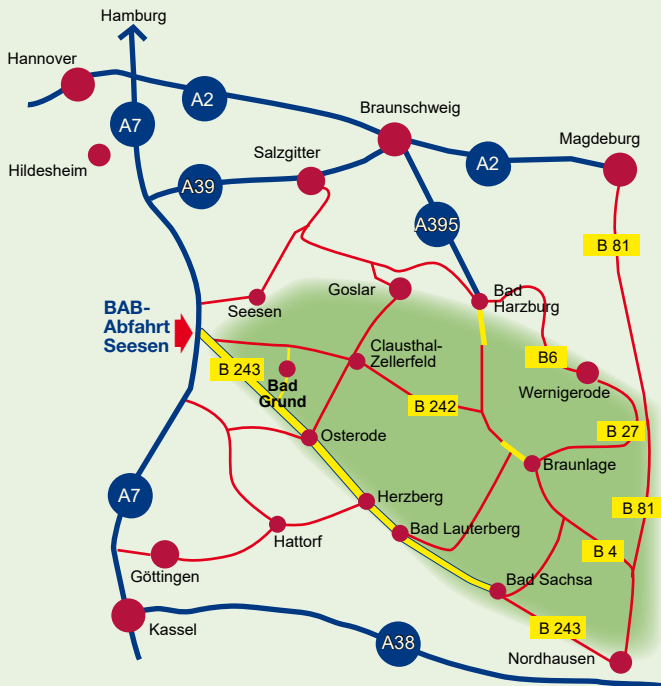 Hamburg
Hannover
A2
A7
Braunschweig
Hildesheim
Salzgitter
A2
Magdeburg
A39
A395
B 81
Goslar
Bad
Harzburg
Seesen
BAB-
Abfahrt
Seesen
Clausthal-
Zellerfeld
B6
B 243
Bad
Grund
Wernigerode
B 242
B 27
Osterode
Braunlage
A7
Herzberg
B 81
Bad Lauterberg
Hattorf
B 4
Göttingen
Bad Sachsa
Kassel
B 243
A38
Nordhausen